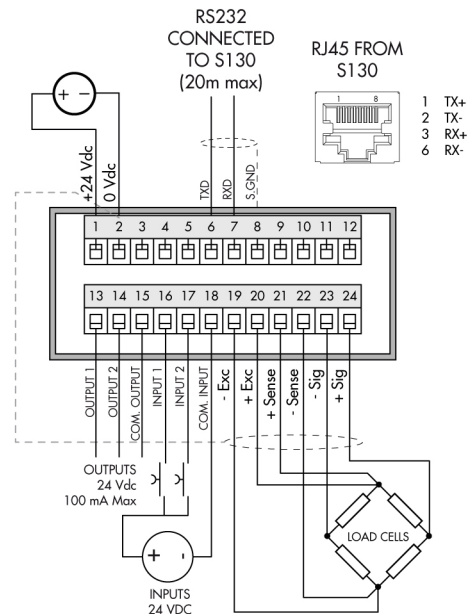 RS232
CONNECTED
TO S130
(20m max)
RJ45 FROM
S130
1 8
1 TX+
2 TX-
3 RX+
6 RX-
+ -
+24 Vdc
0 Vdc
TXD
RXD
S.GND
1 2 3 4 5 6 7 8 9 10 11 12
13 14 15 16 17 18 19 20 21 22 23 24
OUTPUT 1
OUTPUT 2
COM. OUTPUT
INPUT 1
INPUT 2
COM. INPUT
- Exc
+ Exc
+ Sense
- Sense
- Sig
+ Sig
OUTPUTS
24 Vdc
100 mA Max
+ -
INPUTS
24 VDC
LOAD CELLS